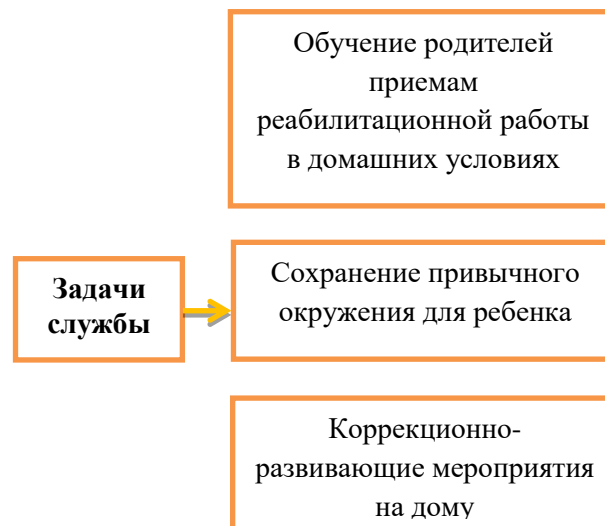 Обучение родителей
приемам
реабилитационной работы
в домашних условиях
Задачи
службы
Сохранение привычного
окружения для ребенка
Коррекционно-
развивающие мероприятия
на дому